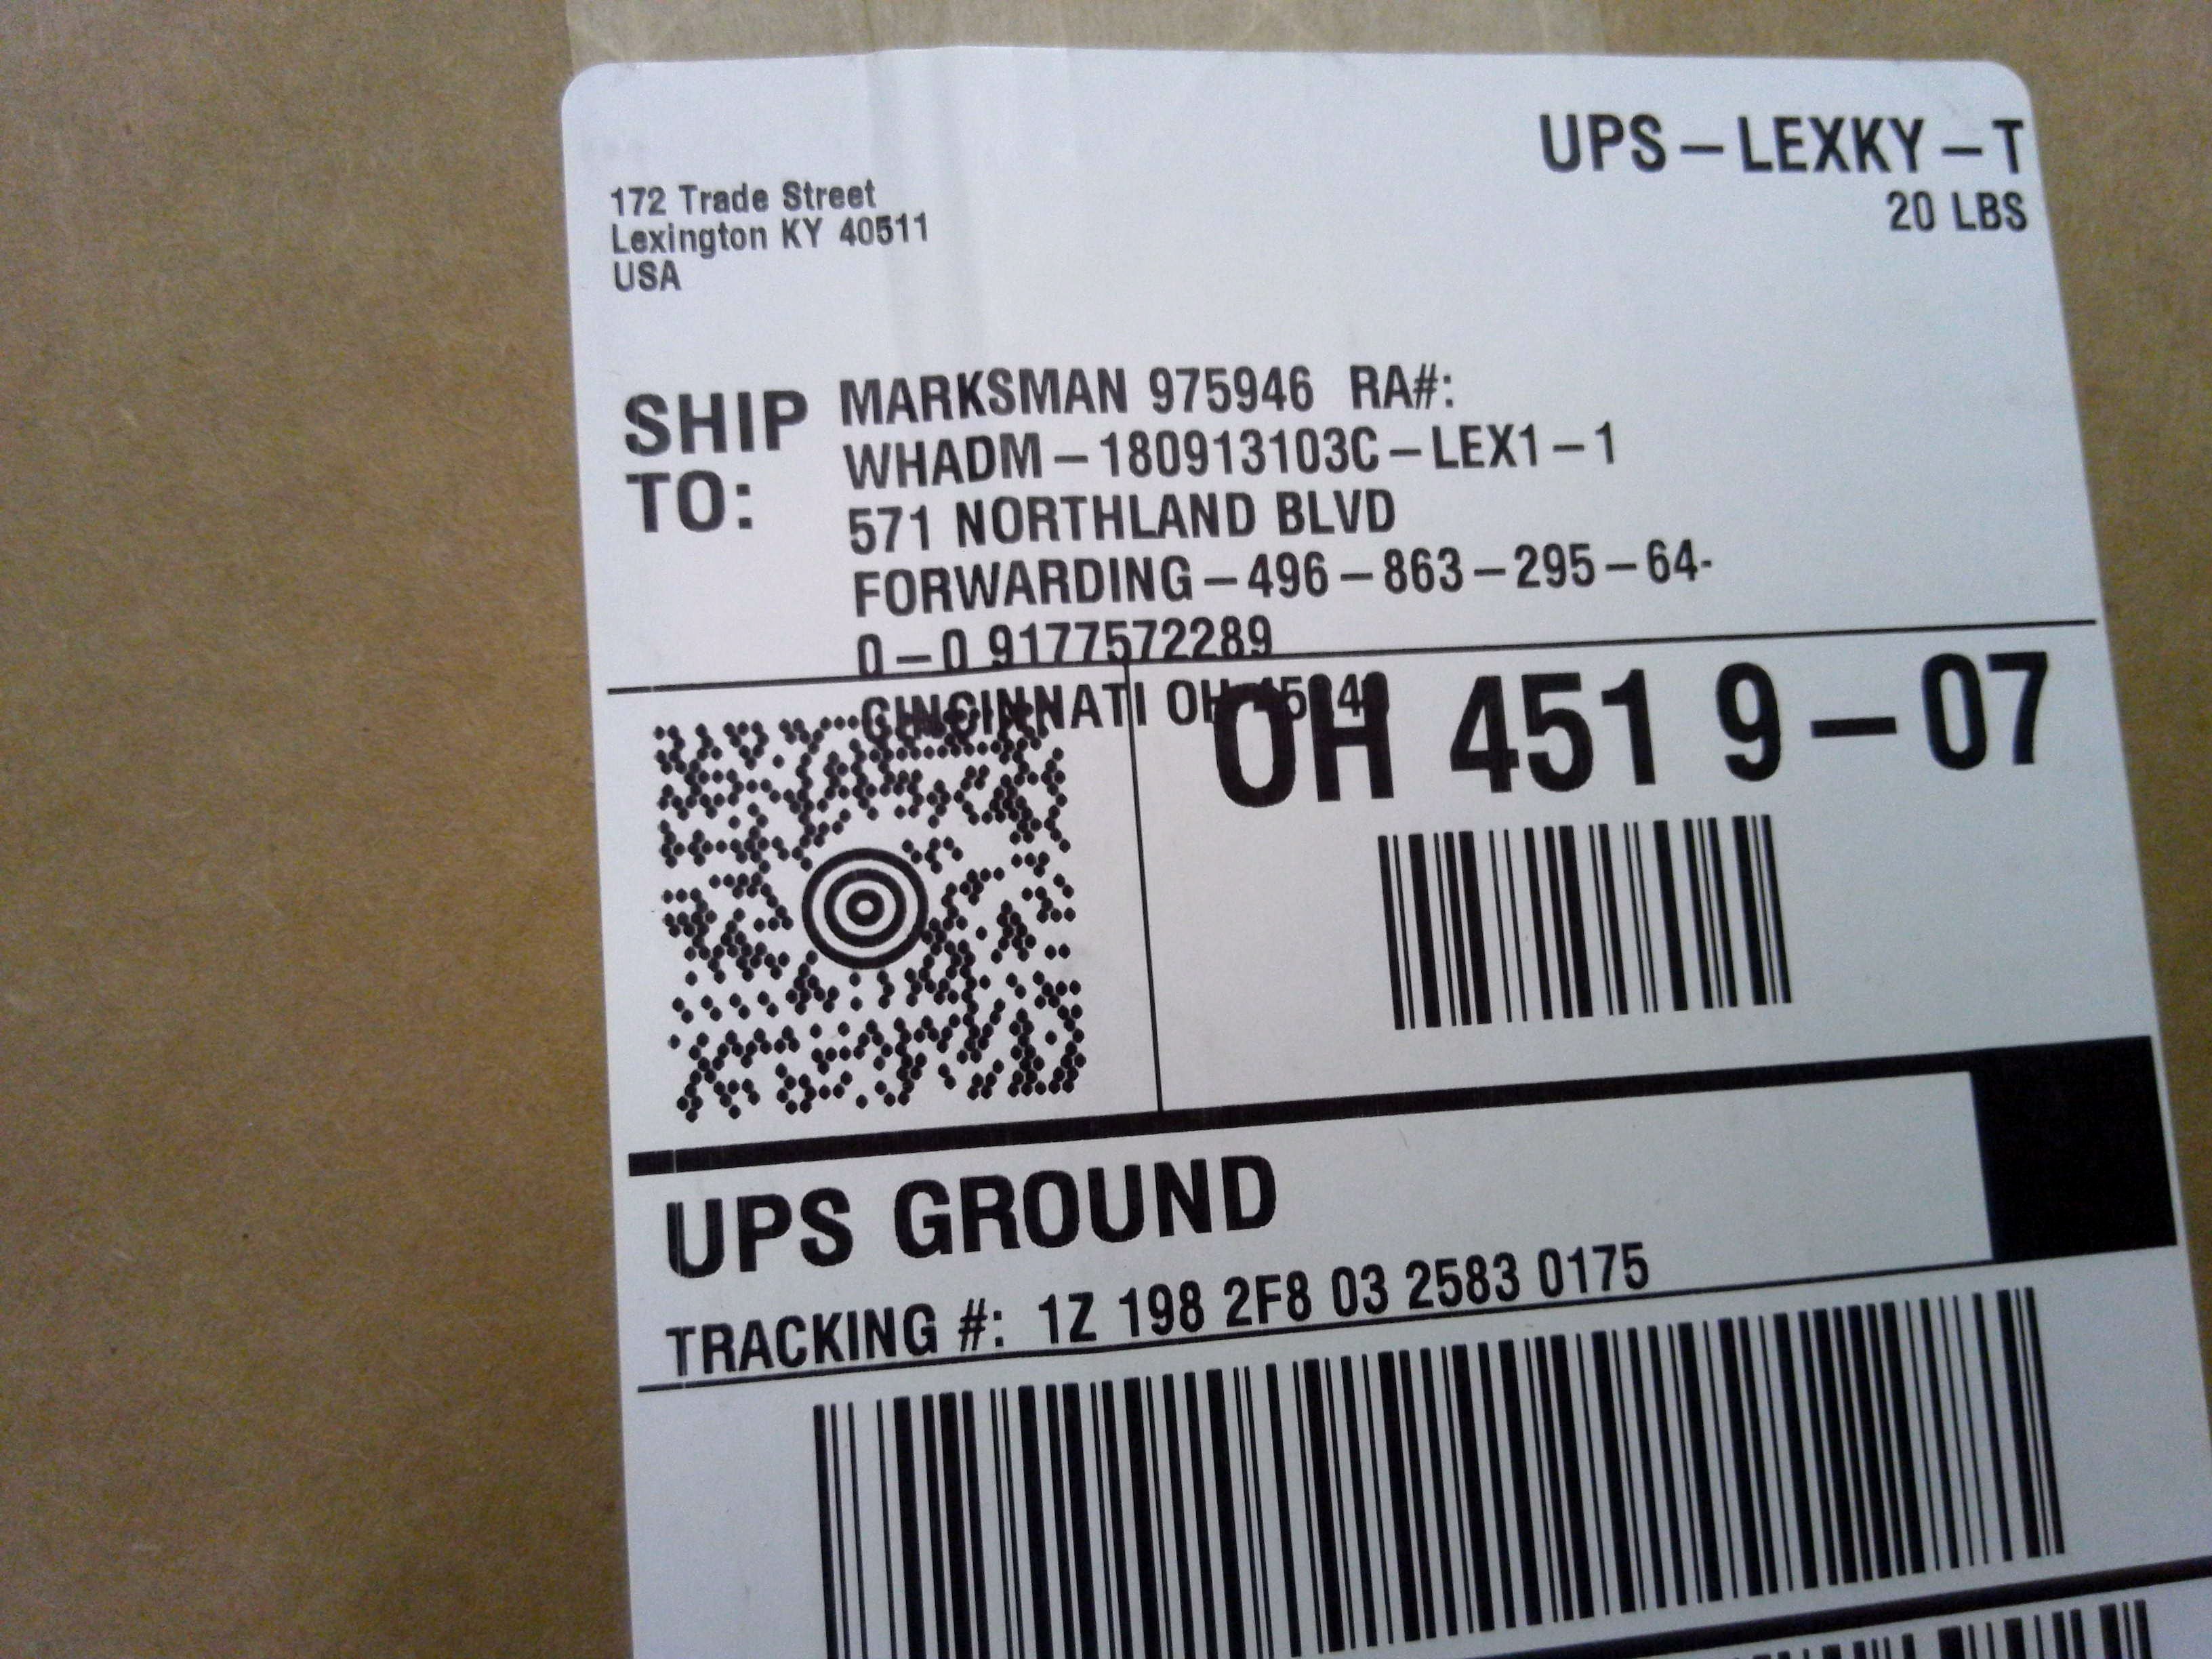 UPS – LEXKY – T
20 LBS
172 Trade Street
Lexington KY 40511
USA
SHIP TO:
MARKSMAN 975946 RA#:
WHADM – 180913103C – LEX1 – 1
571 NORTHLAND BLVD
FORWARDING – 496 – 863 – 295 – 64-
0 – 0 9177572289
CINCINNATI OH
OH 451 9 – 07
UPS GROUND
TRACKING #: 1Z 198 2F8 03 2583 0175